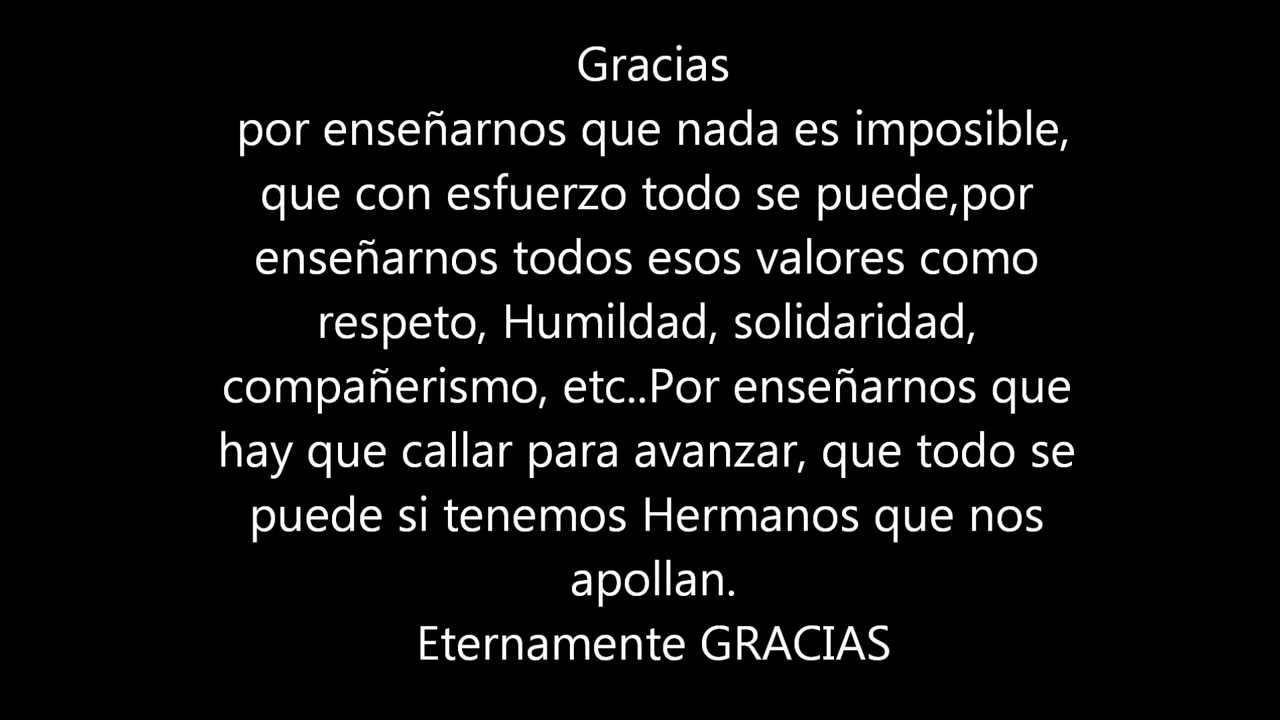 Gracias
por enseñarnos que nada es imposible,
que con esfuerzo todo se puede,por
enseñarnos todos esos valores como
respeto, Humildad, solidaridad,
compañerismo, etc..Por enseñarnos que
hay que callar para avanzar, que todo se
puede si tenemos Hermanos que nos
apollan.
Eternamente GRACIAS